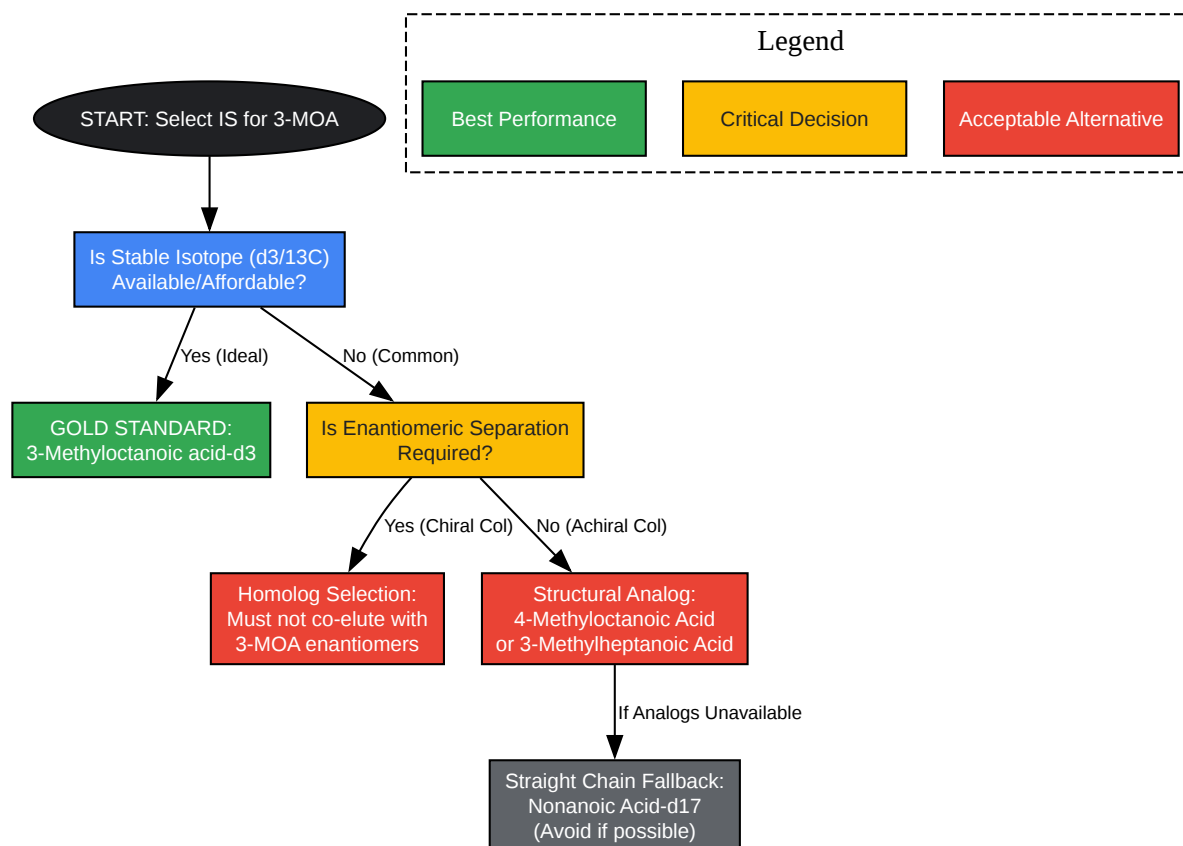 Legend
Best Performance
Critical Decision
Acceptable Alternative
START: Select IS for 3-MOA
Is Stable Isotope (d3/13C)
Available/Affordable?
Yes (Ideal)
No (Common)
GOLD STANDARD:
3-Methyloctanoic acid-d3
Is Enantiomeric Separation
Required?
Yes (Chiral Col)
No (Achiral Col)
Homolog Selection:
Must not co-elute with
3-MOA enantiomers
Structural Analog:
4-Methyloctanoic Acid
or 3-Methylheptanoic Acid
If Analogs Unavailable
Straight Chain Fallback:
Nonanoic Acid-d17
(Avoid if possible)